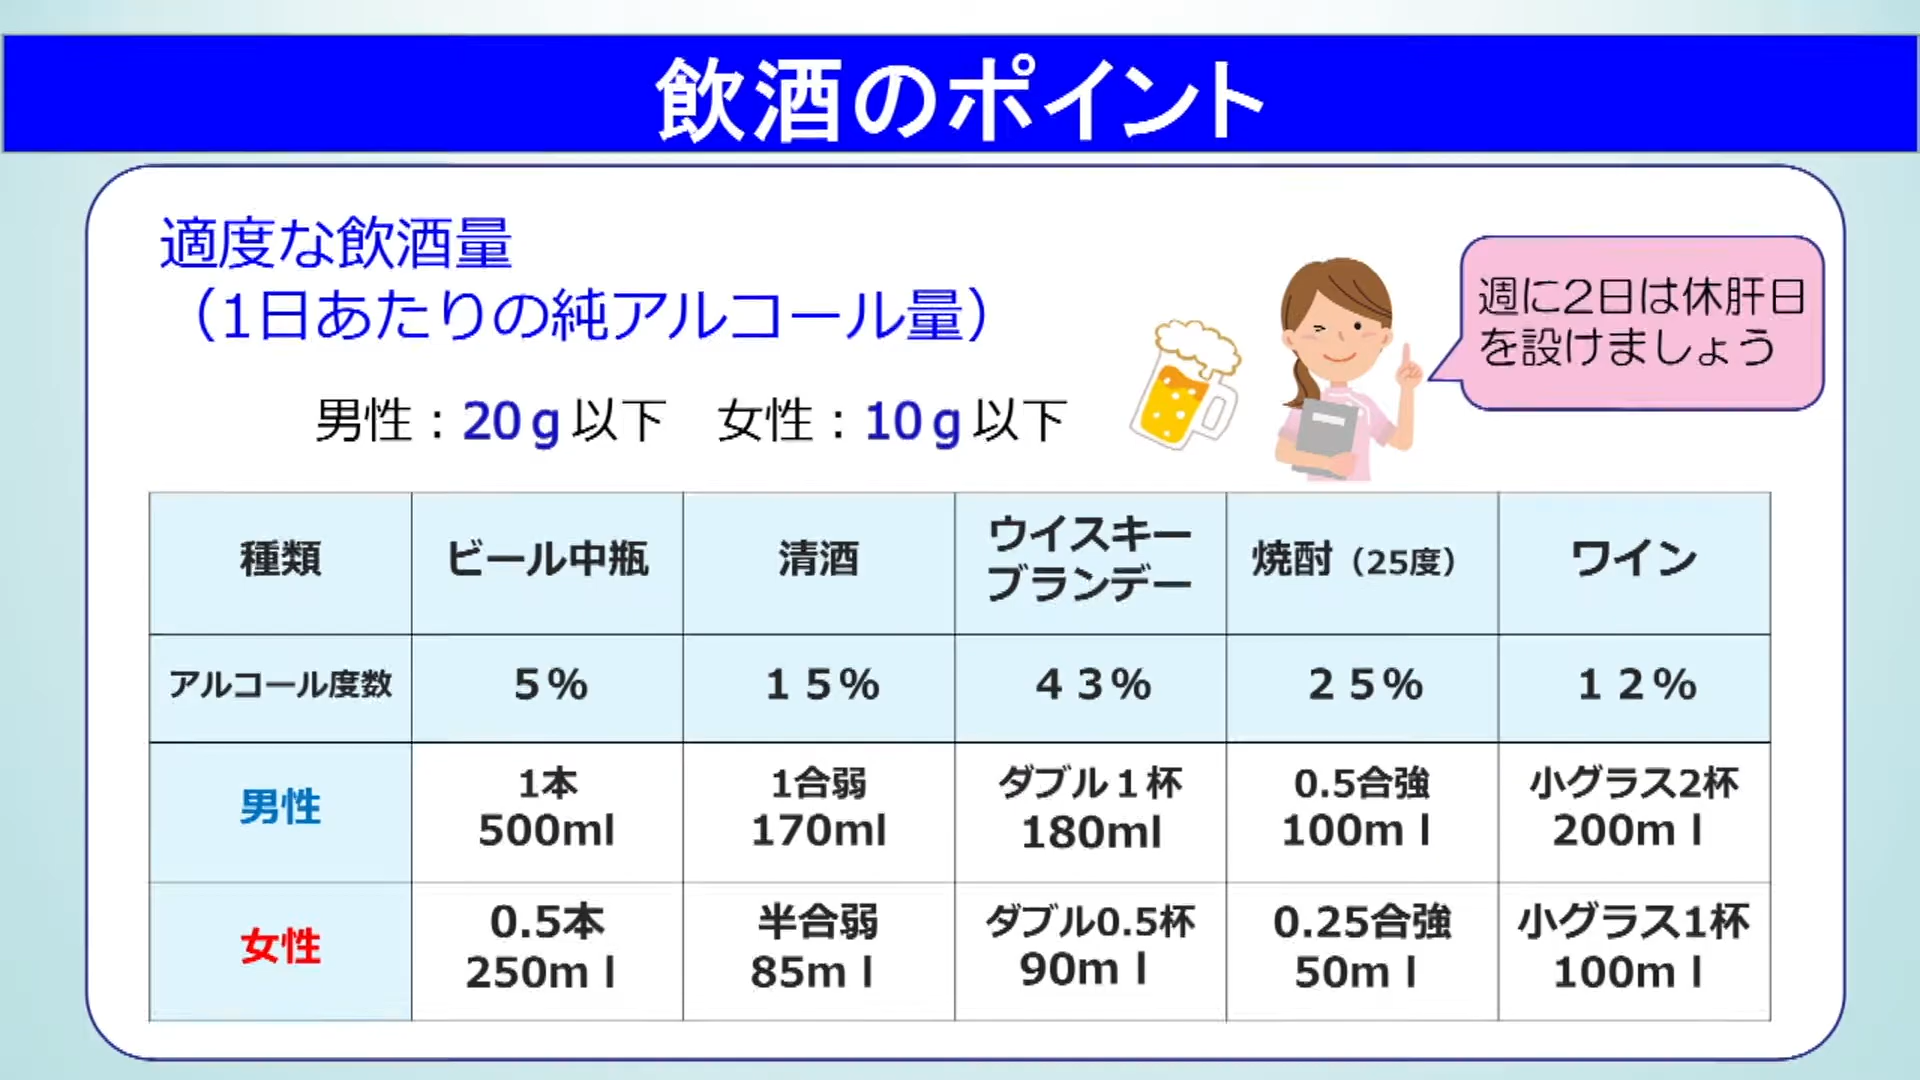 飲酒のポイント
適度な飲酒量
（1日あたりの純アルコール量）
週に2日は休肝日
を設けましょう
男性：20ｇ以下　女性：10ｇ以下
種類
ビール中瓶
清酒
ウイスキー
ブランデー
焼酎（25度）
ワイン
アルコール度数
５%
１５%
４３%
２５%
１２%
男性
1本
500ml
1合弱
170ml
ダブル１杯
180ml
0.5合強
100mｌ
小グラス2杯
200mｌ
女性
0.5本
250mｌ
半合弱
85mｌ
ダブル0.5杯
90mｌ
0.25合強
50mｌ
小グラス1杯
100mｌ